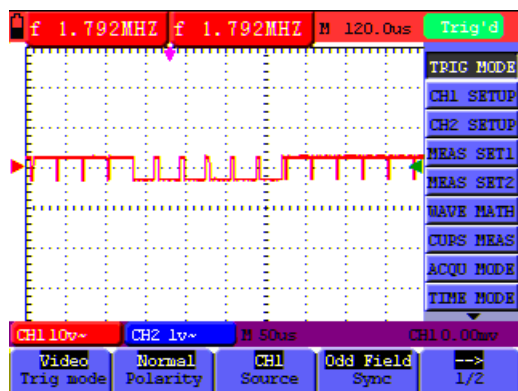 f 1.792MHZ f 1.792MHZ M 120.0us Trig'd
TRIG MODE
CH1 SETUP
CH2 SETUP
MEAS SET1
MEAS SET2
WAVE MATH
CUPS MEAS
ACQU MODE
TIME MODE
CH1 10v~ CH2 1v~ M 50us CH1 0.00mv
Video Normal CH1 Odd Field -->
Trig mode Polarity Source Sync 1/2